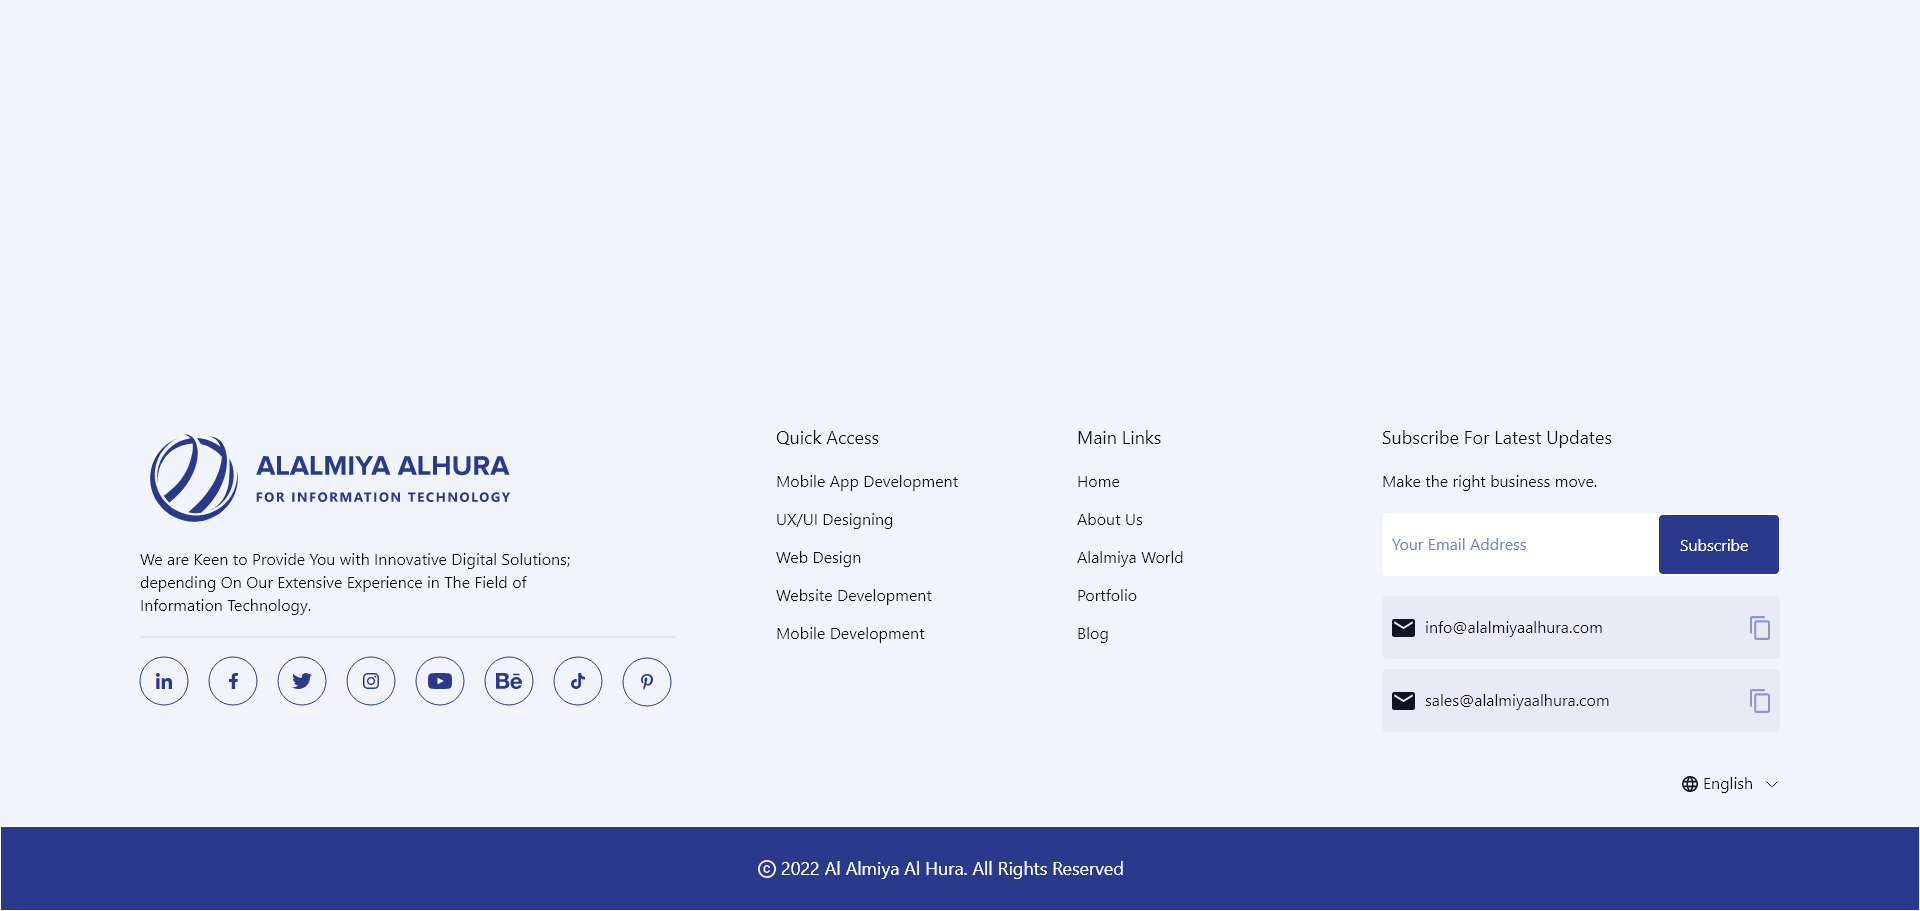 ALALMIYA ALHURA
FOR INFORMATION TECHNOLOGY
We are Keen to Provide You with Innovative Digital Solutions;
depending On Our Extensive Experience in The Field of
Information Technology.
in
f
Bē
Quick Access
Mobile App Development
UX/UI Designing
Web Design
Website Development
Mobile Development
Main Links
Home
About Us
Alalmiya World
Portfolio
Blog
Subscribe For Latest Updates
Make the right business move.
Your Email Address
Subscribe
info@alalmiyaalhura.com
sales@alalmiyaalhura.com
English
© 2022 Al Almiya Al Hura. All Rights Reserved